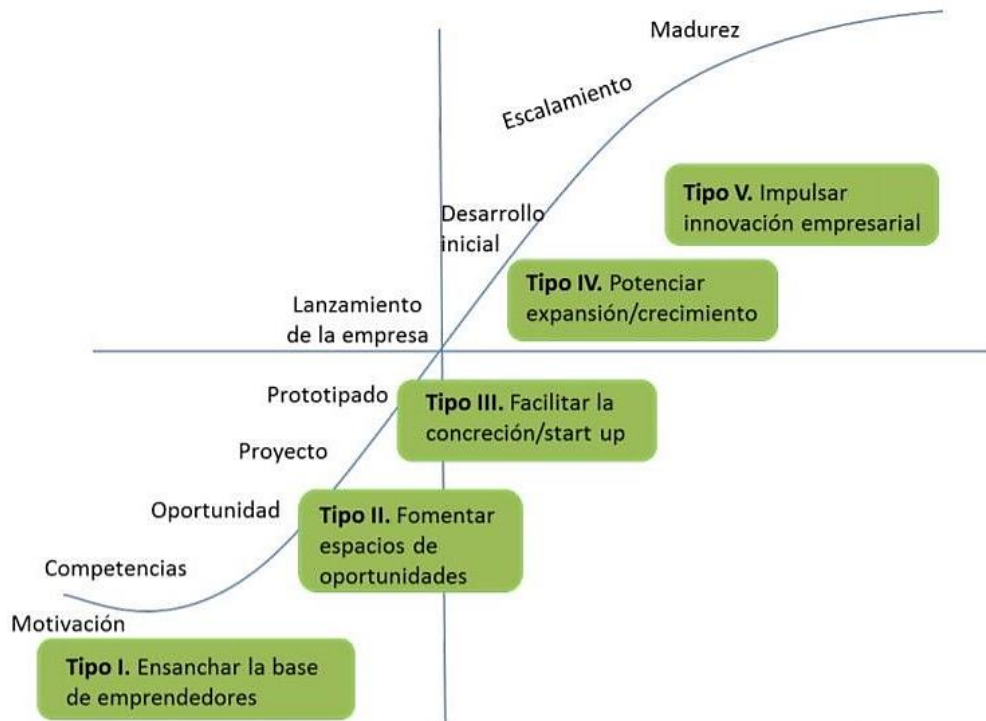 Madurez
Escalamiento
Tipo V. Impulsar
innovación empresarial
Desarrollo
inicial
Tipo IV. Potenciar
expansión/crecimiento
Lanzamiento
de la empresa
Prototipado
Tipo III. Facilitar la
concreción/start up
Proyecto
Oportunidad
Tipo II. Fomentar
espacios de
oportunidades
Competencias
Motivación
Tipo I. Ensanchar la base
de emprendedores